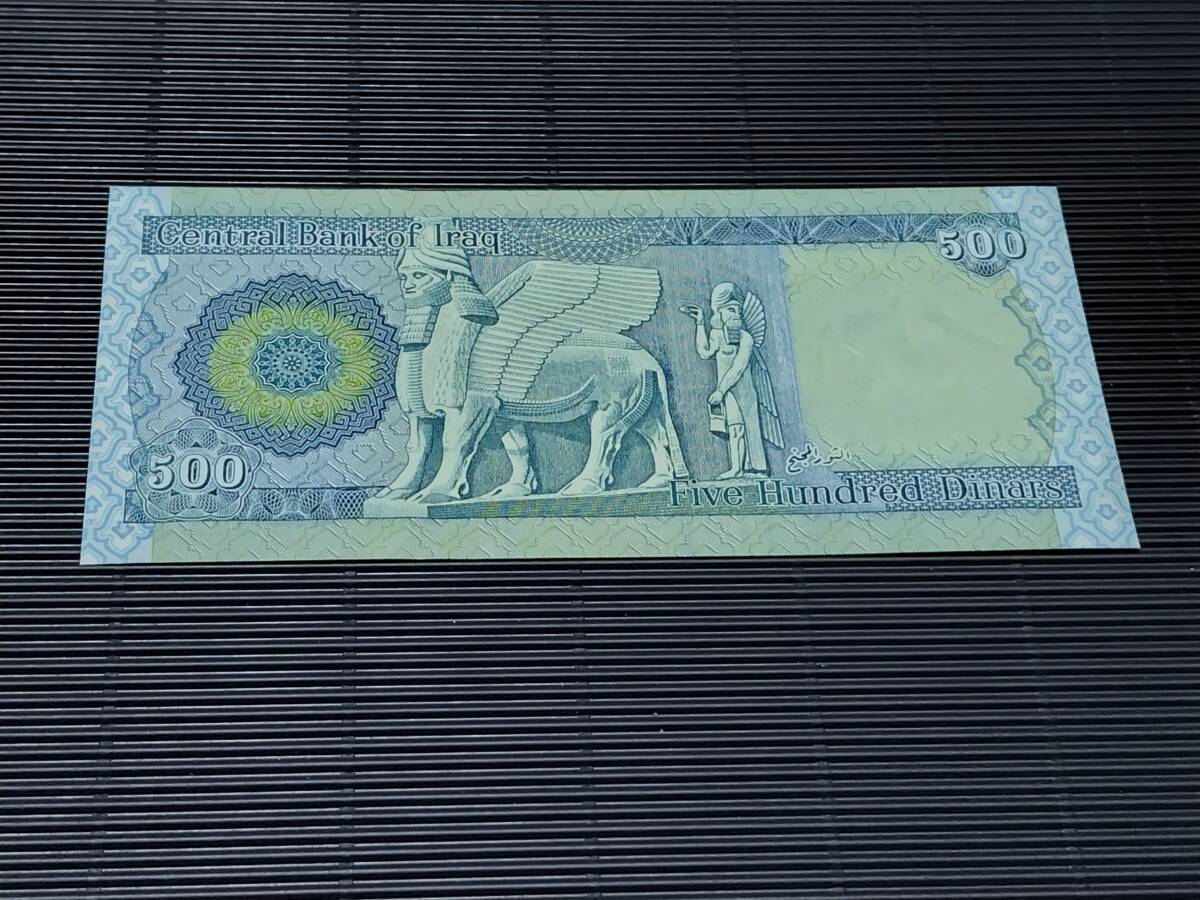 Central Bank of Iraq
500
500
الثور المجنح
Five Hundred Dinars